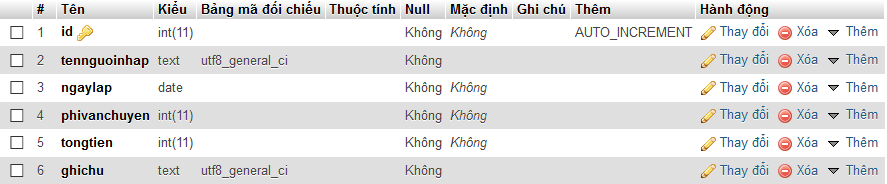 # Tên Kiểu Bảng mã đối chiếu Thuộc tính Null Mặc định Ghi chú Thêm Hành động
1 id int(11) Không Không AUTO_INCREMENT Thay đổi Xóa Thêm
2 tennguoinhap text utf8_general_ci Không Thay đổi Xóa Thêm
3 ngaylap date Không Thay đổi Xóa Thêm
4 phivanchuyen int(11) Không Không Thay đổi Xóa Thêm
5 tongtien int(11) Không Không Thay đổi Xóa Thêm
6 ghichu text utf8_general_ci Không Thay đổi Xóa Thêm